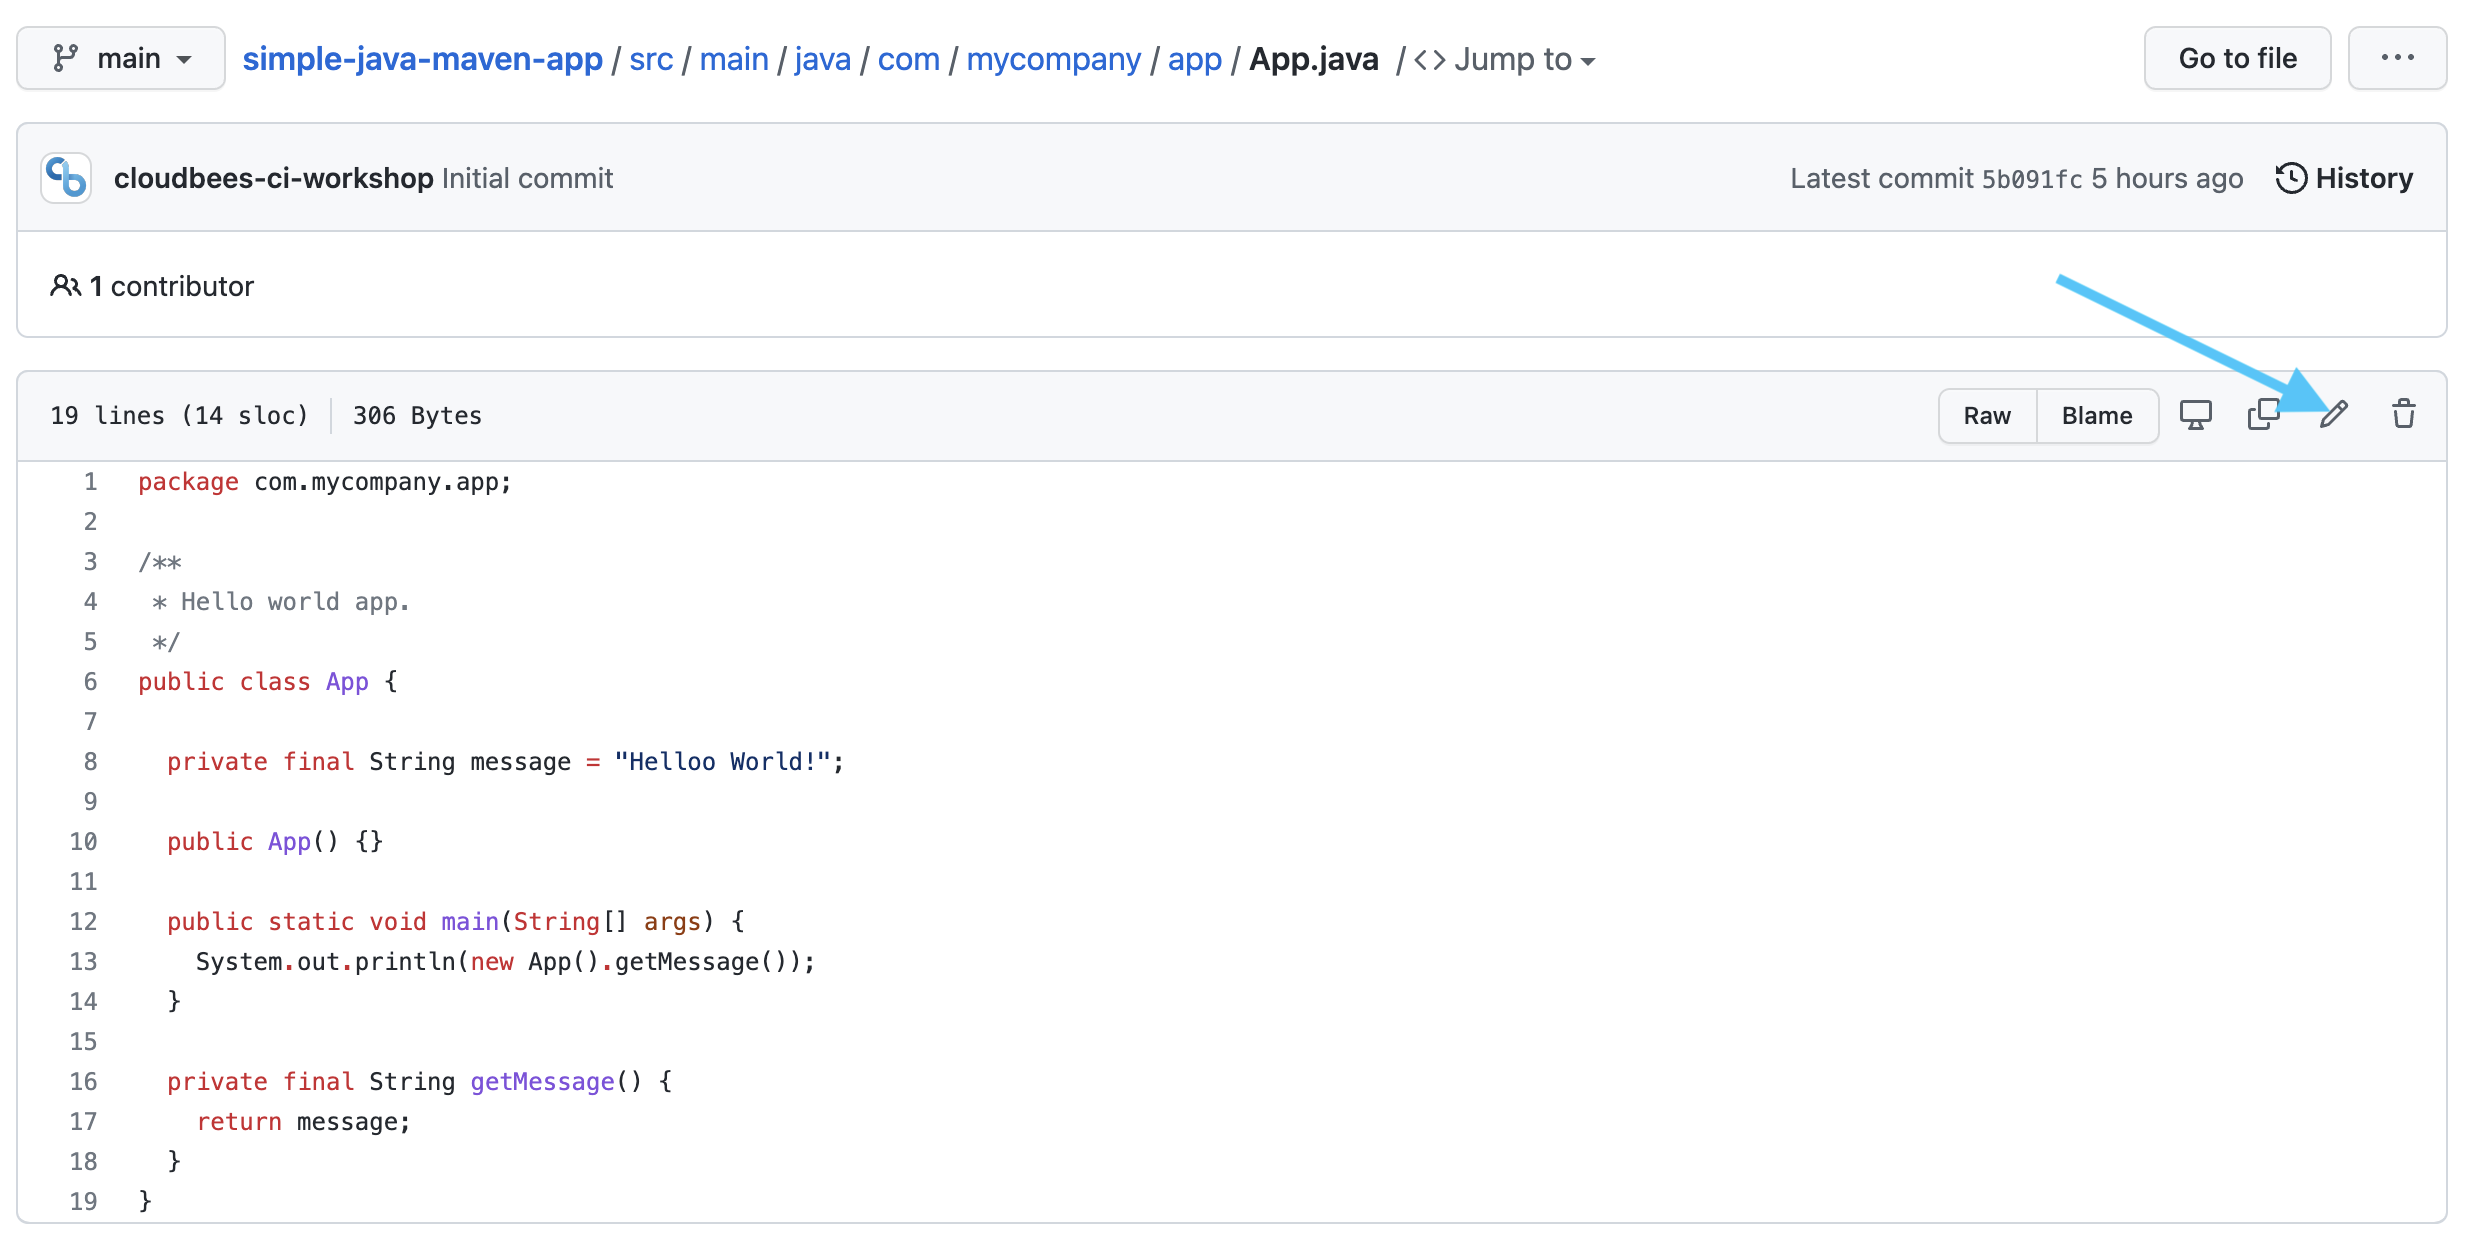 main simple-java-maven-app / src / main / java / com / mycompany / app / App.java / <> Jump to Go to file ...
cloudbees-ci-workshop Initial commit Latest commit 5b091fc 5 hours ago History
1 contributor
19 lines (14 sloc) 306 Bytes Raw Blame
1 package com.mycompany.app;
2
3 /**
4  * Hello world app.
5  */
6 public class App {
7
8   private final String message = "Helloo World!";
9
10   public App() {}
11
12   public static void main(String[] args) {
13     System.out.println(new App().getMessage());
14   }
15
16   private final String getMessage() {
17     return message;
18   }
19 }